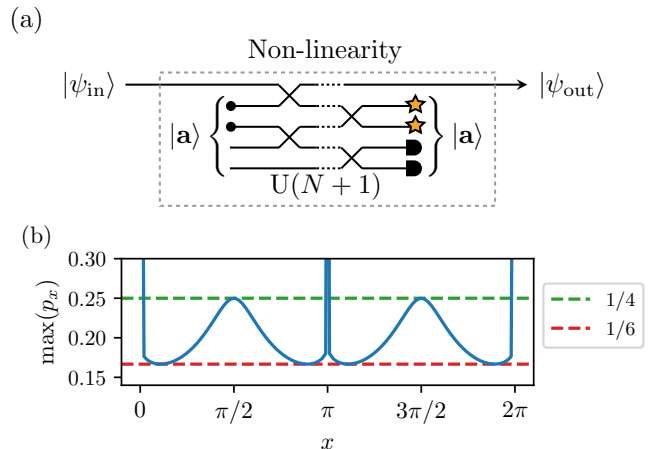 (a)
Non-linearity
|ψin⟩ |ψout⟩
|a⟩ |a⟩
U(N + 1)
(b)
0.30
0.25
0.20
0.15
max(pₓ)
0 π/2 π 3π/2 2π
x
1/4
1/6